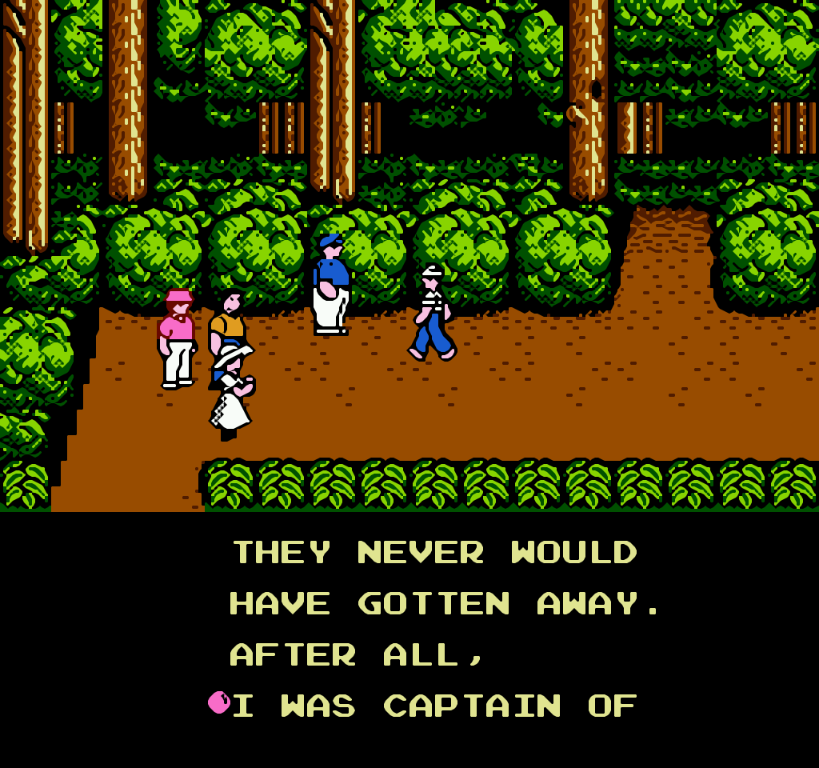 THEY NEVER WOULD
HAVE GOTTEN AWAY.
AFTER ALL,
I WAS CAPTAIN OF